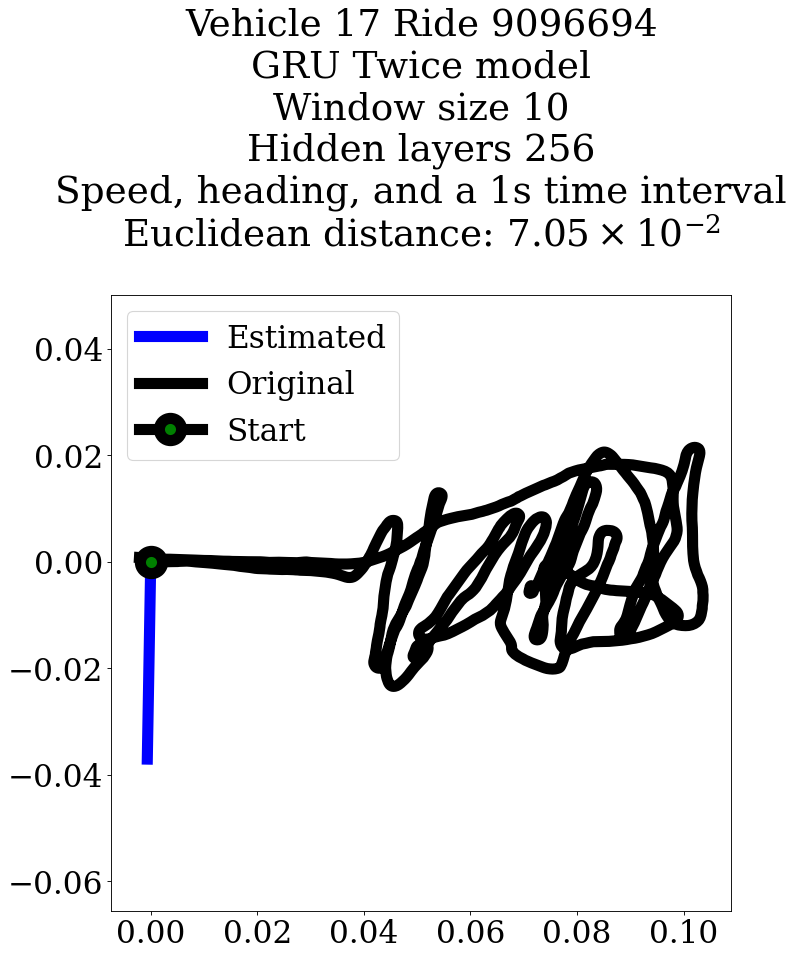 Vehicle 17 Ride 9096694
GRU Twice model
Window size 10
Hidden layers 256
Speed, heading, and a 1s time interval
Euclidean distance: 7.05 × 10⁻²
Estimated
Original
Start
0.04
0.02
0.00
−0.02
−0.04
−0.06
0.00 0.02 0.04 0.06 0.08 0.10